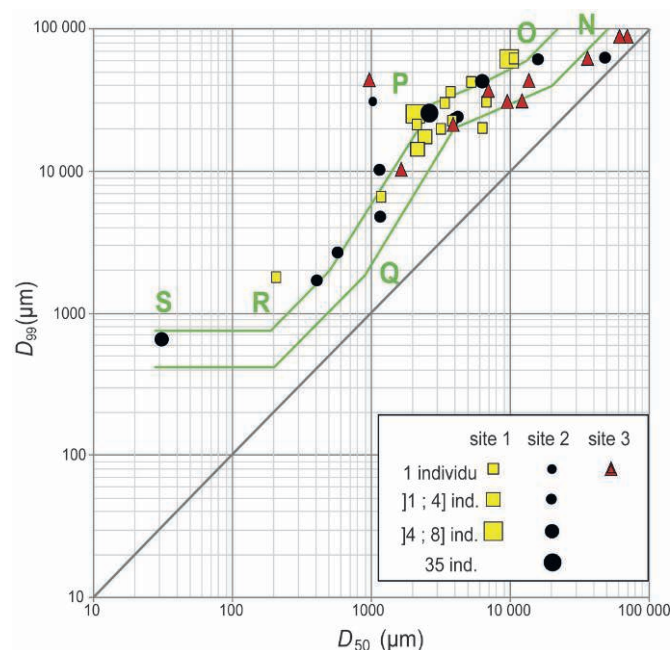 100 000
O
N
P
10 000
Q
S
R
1000
D99 (µm)
100
site 1 site 2 site 3
1 individu
]1 ; 4] ind.
]4 ; 8] ind.
35 ind.
10
10 100 1000 10 000 100 000
D50 (µm)